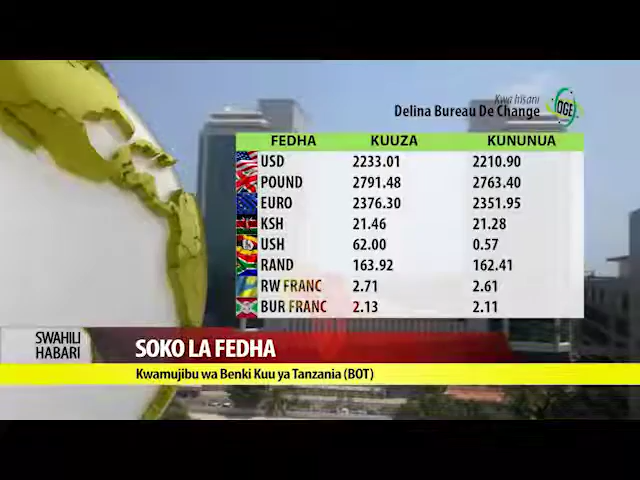 Kwa hisani
Delina Bureau De Change
OGE
FEDHA KUUZA KUNUNUA
USD 2233.01 2210.90
POUND 2791.48 2763.40
EURO 2376.30 2351.95
KSH 21.46 21.28
USH 62.00 0.57
RAND 163.92 162.41
RW FRANC 2.71 2.61
BUR FRANC 2.13 2.11
SWAHILI
HABARI
SOKO LA FEDHA
Kwamujibu wa Benki Kuu ya Tanzania (BOT)